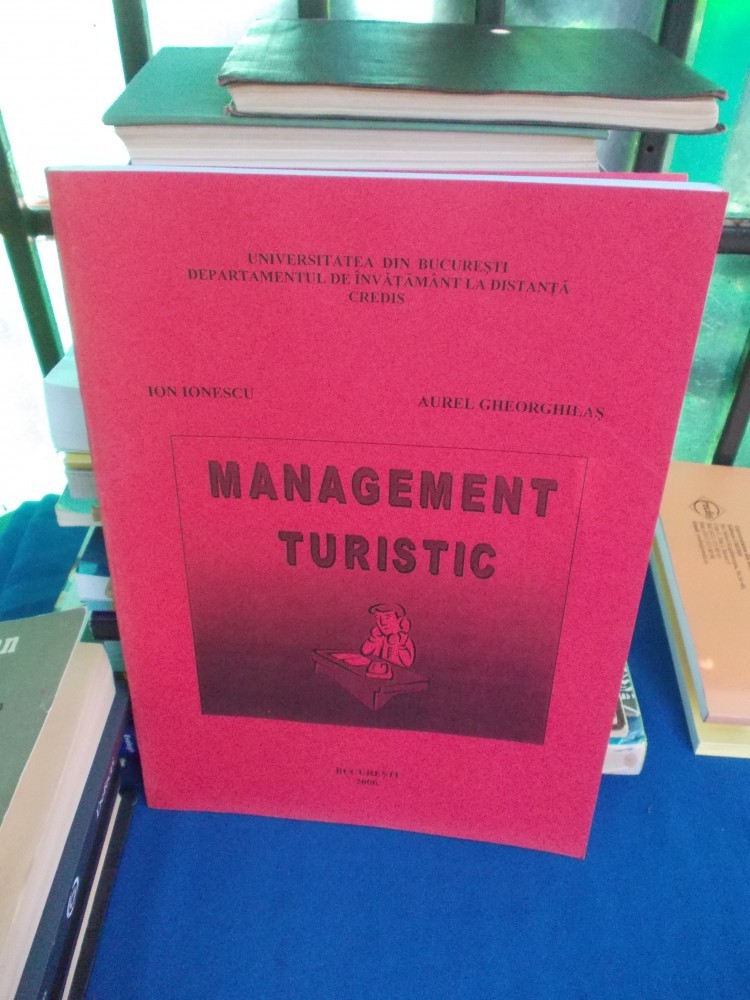 UNIVERSITATEA DIN BUCUREȘTI
DEPARTAMENTUL DE ÎNVĂȚĂMÂNT LA DISTANȚĂ
CREDIS
ION IONESCU
AUREL GHEORGHILAȘ
MANAGEMENT
TURISTIC
BUCUREȘTI
2006